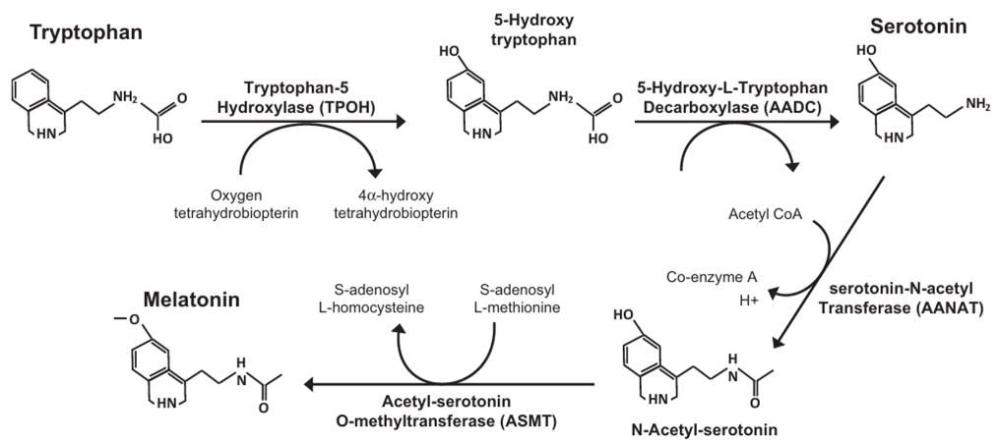 Tryptophan
NH2
O
HO
HN
Tryptophan-5
Hydroxylase (TPOH)
Oxygen
tetrahydrobiopterin
4α-hydroxy
tetrahydrobiopterin
5-Hydroxy
tryptophan
HO
NH2
O
HO
HN
5-Hydroxy-L-Tryptophan
Decarboxylase (AADC)
Serotonin
HO
NH2
HN
Acetyl CoA
Co-enzyme A
H+
serotonin-N-acetyl
Transferase (AANAT)
HO
H
N
O
HN
N-Acetyl-serotonin
S-adenosyl
L-homocysteine
S-adenosyl
L-methionine
Acetyl-serotonin
O-methyltransferase (ASMT)
Melatonin
O
H
N
O
HN